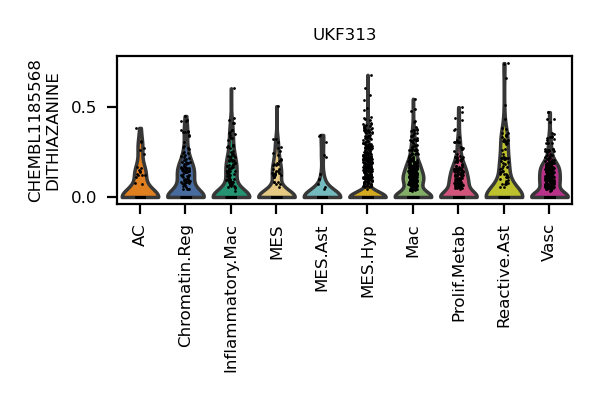 UKF313
CHEMBL1185568
DITHIAZANINE
0.5
0.0
AC
Chromatin.Reg
Inflammatory.Mac
MES
MES.Ast
MES.Hyp
Mac
Prolif.Metab
Reactive.Ast
Vasc